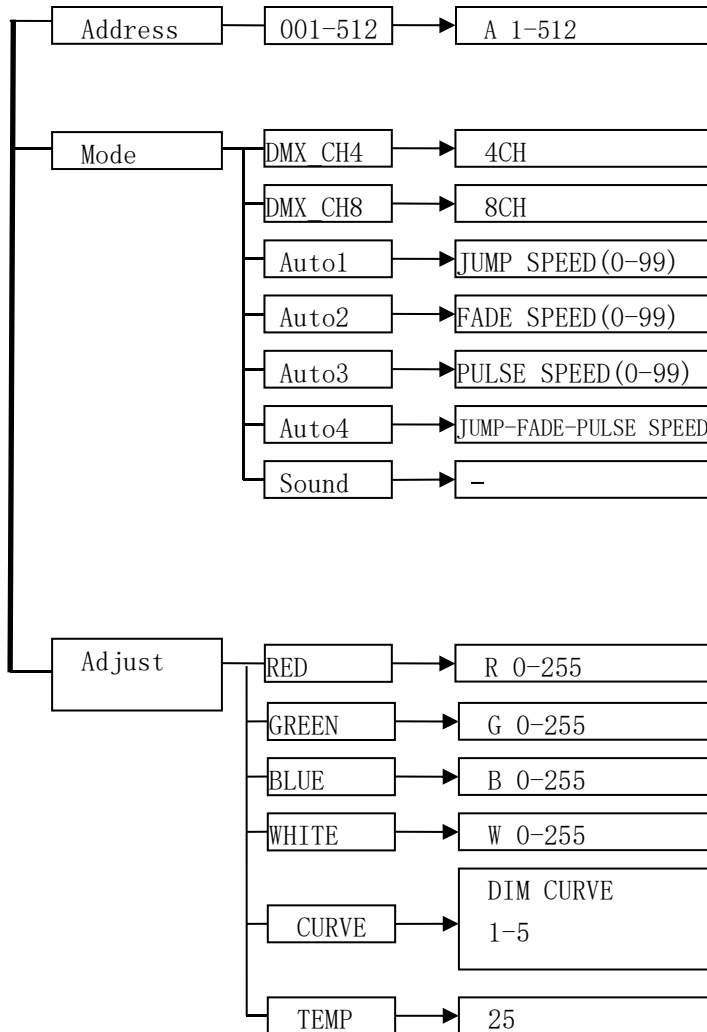 Address 001-512 A 1-512
Mode DMX_CH4 4CH
DMX_CH8 8CH
Auto1 JUMP SPEED(0-99)
Auto2 FADE SPEED(0-99)
Auto3 PULSE SPEED(0-99)
Auto4 JUMP-FADE-PULSE SPEED
Sound -
Adjust RED R 0-255
GREEN G 0-255
BLUE B 0-255
WHITE W 0-255
CURVE DIM CURVE
1-5
TEMP 25